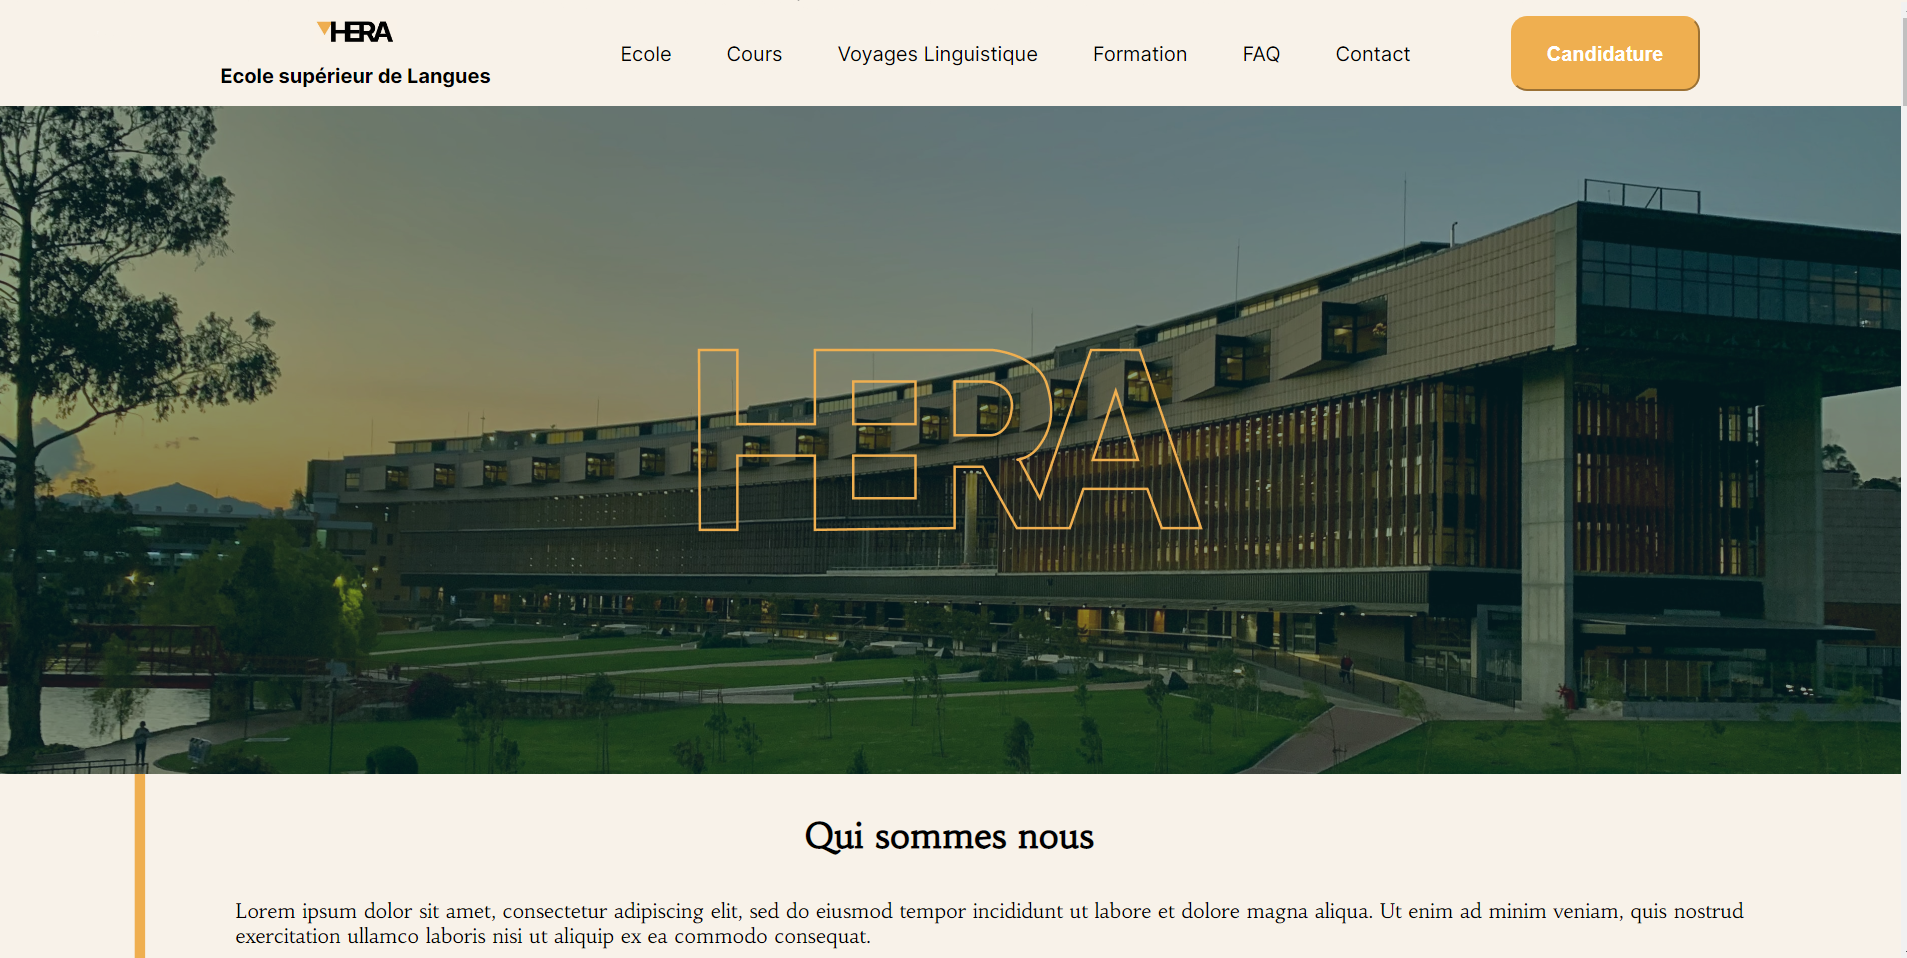 HERA
Ecole supérieur de Langues
Ecole
Cours
Voyages Linguistique
Formation
FAQ
Contact
Candidature
HERA
Qui sommes nous
Lorem ipsum dolor sit amet, consectetur adipiscing elit, sed do eiusmod tempor incididunt ut labore et dolore magna aliqua. Ut enim ad minim veniam, quis nostrud
exercitation ullamco laboris nisi ut aliquip ex ea commodo consequat.